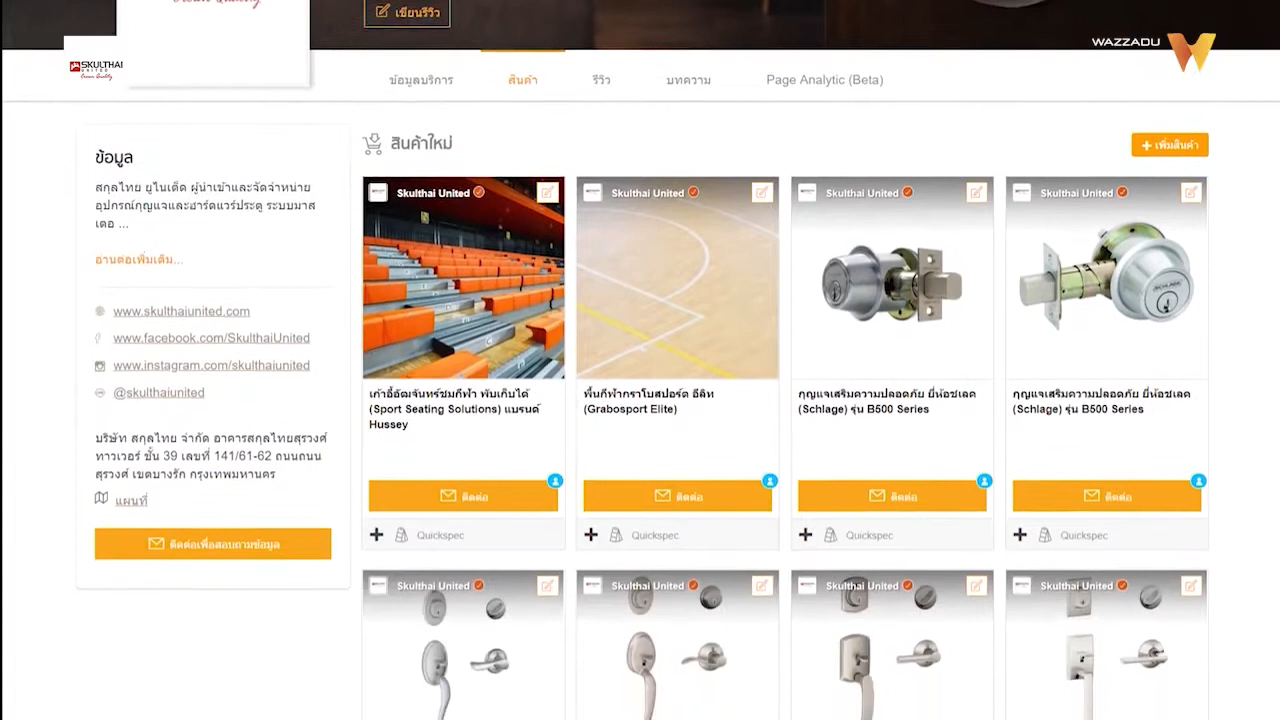 เขียนรีวิว
WAZZADU
SKULTHAI
UNITED
ข้อมูลบริการ
สินค้า
รีวิว
บทความ
Page Analytic (Beta)
ข้อมูล
สกุลไทย ยูไนเต็ด ผู้นำเข้าและจัดจำหน่าย
อุปกรณ์กุญแจและฮาร์ดแวร์ประตู ระบบมาส
เตอ ...
อ่านต่อเพิ่มเติม...
www.skulthaiunited.com
www.facebook.com/SkulthaiUnited
www.instagram.com/skulthaiunited
@skulthaiunited
บริษัท สกุลไทย จำกัด อาคารสกุลไทยสุรวงศ์
ทาวเวอร์ ชั้น 39 เลขที่ 141/61-62 ถนนถนน
สุรวงศ์ เขตบางรัก กรุงเทพมหานคร
แผนที่
ติดต่อเพื่อสอบถามข้อมูล
สินค้าใหม่
เพิ่มสินค้า
Skulthai United
เก้าอี้อัฒจันทร์ชมกีฬา พับเก็บได้
(Sport Seating Solutions) แบรนด์
Hussey
ติดต่อ
Quickspec
Skulthai United
พื้นกีฬากราโบสปอร์ต อีลิท
(Grabosport Elite)
ติดต่อ
Quickspec
Skulthai United
กุญแจเสริมความปลอดภัย ยี่ห้อชเลค
(Schlage) รุ่น B500 Series
ติดต่อ
Quickspec
Skulthai United
SCHLAGE
กุญแจเสริมความปลอดภัย ยี่ห้อชเลค
(Schlage) รุ่น B500 Series
ติดต่อ
Quickspec
Skulthai United
Skulthai United
Skulthai United
Skulthai United